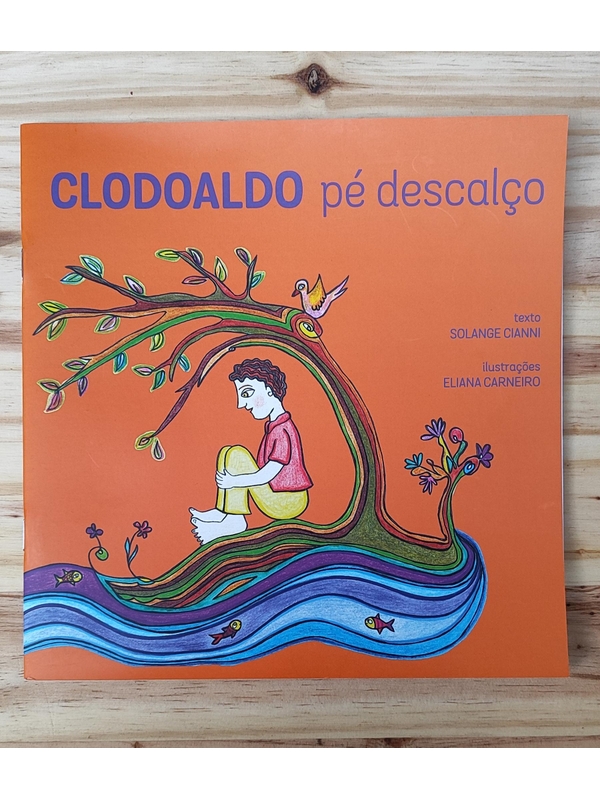 CLODOALDO pé descalço
texto
SOLANGE CIANNI
ilustrações
ELIANA CARNEIRO